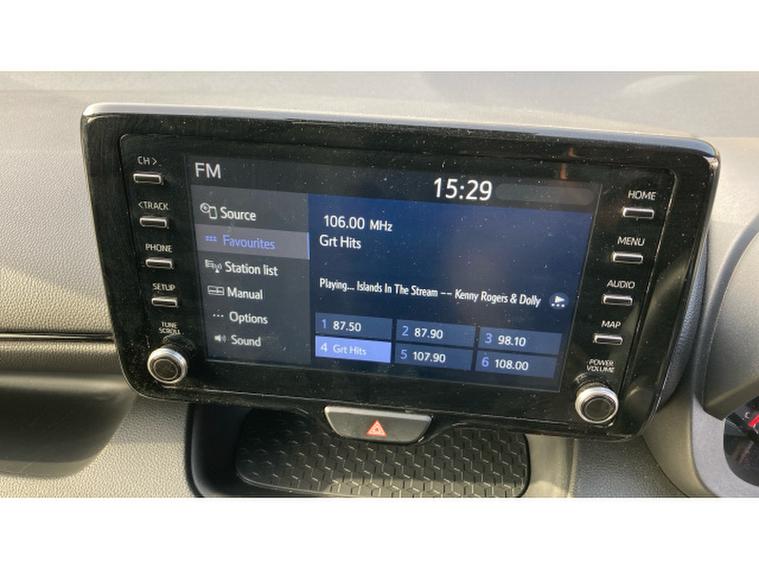 CH >
<TRACK
PHONE
SETUP
TUNE
SCROLL
FM
15:29
Source
Favourites
Station list
Manual
Options
Sound
106.00 MHz
Grt Hits
Playing... Islands In The Stream -- Kenny Rogers & Dolly
1 87.50
2 87.90
3 98.10
4 Grt Hits
5 107.90
6 108.00
HOME
MENU
AUDIO
MAP
POWER
VOLUME